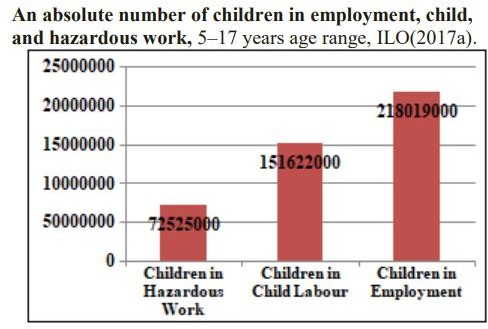 An absolute number of children in employment, child,
and hazardous work, 5–17 years age range, ILO(2017a).
25000000
20000000
15000000
10000000
50000000
0
72525000
151622000
218019000
Children in
Hazardous
Work
Children in
Child Labour
Children in
Employment